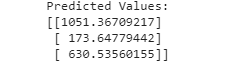 Predicted Values:
[[1051.36709217]
 [ 173.64779442]
 [ 630.53560155]]